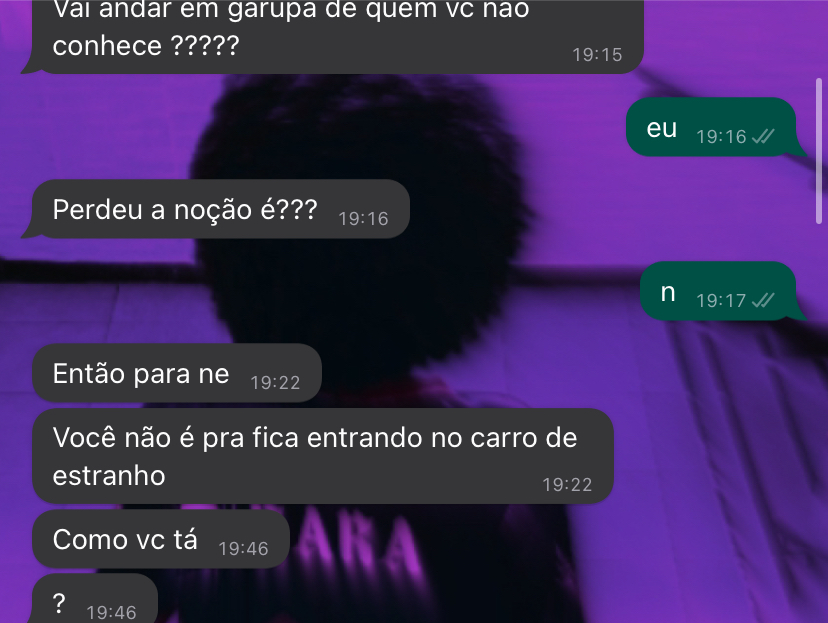 Vai andar em garupa de quem vc não
conhece ?????
19:15
eu
19:16
Perdeu a noção é???
19:16
n
19:17
Então para ne
19:22
Você não é pra fica entrando no carro de
estranho
19:22
Como vc tá
19:46
?
19:46